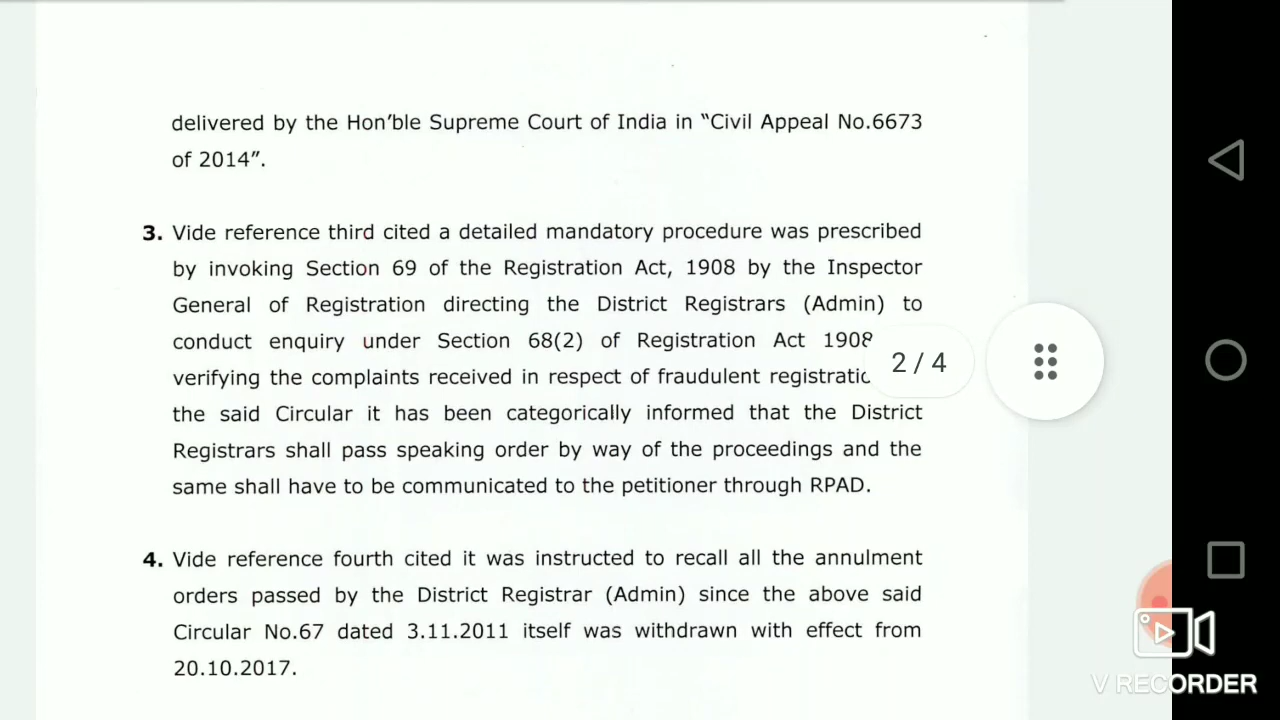 delivered by the Hon'ble Supreme Court of India in "Civil Appeal No.6673
of 2014".
3. Vide reference third cited a detailed mandatory procedure was prescribed
by invoking Section 69 of the Registration Act, 1908 by the Inspector
General of Registration directing the District Registrars (Admin) to
conduct enquiry under Section 68(2) of Registration Act 1908
verifying the complaints received in respect of fraudulent
the said Circular it has been categorically informed that the District
Registrars shall pass speaking order by way of the proceedings and the
same shall have to be communicated to the petitioner through RPAD.
4. Vide reference fourth cited it was instructed to recall all the annulment
orders passed by the District Registrar (Admin) since the above said
Circular No.67 dated 3.11.2011 itself was withdrawn with effect from
20.10.2017.
2 / 4
V RECORDER